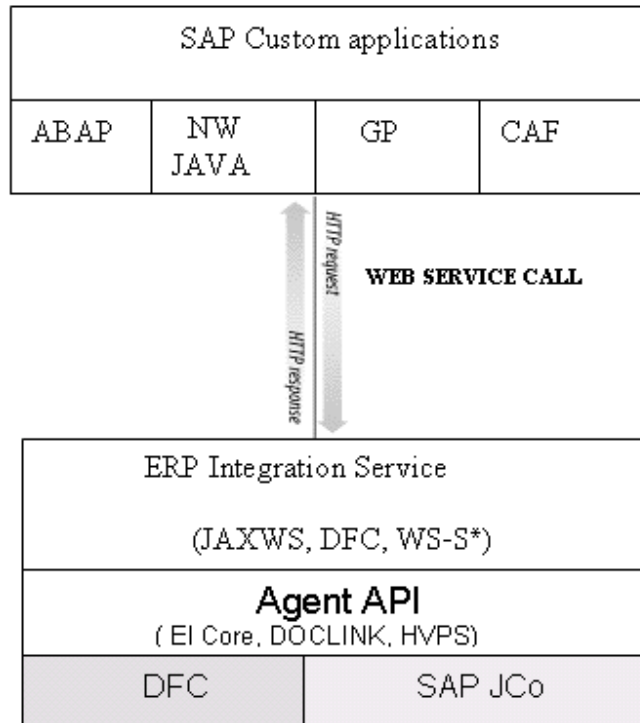 SAP Custom applications
ABAP
NW
JAVA
GP
CAF
HTTP request
HTTP response
WEB SERVICE CALL
ERP Integration Service
(JAXWS, DFC, WS-S*)
Agent API
( EI Core, DOCLINK, HVPS)
DFC
SAP JCo